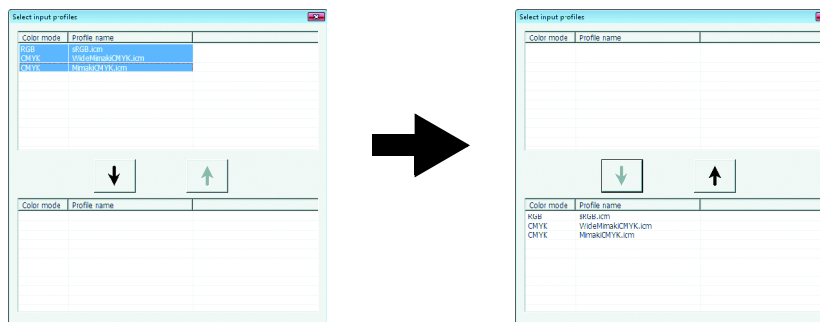 Select input profiles
Color mode Profile name
RGB sRGB.icm
CMYK WideMimakiCMYK.icm
CMYK MimakiCMYK.icm
Color mode Profile name
Select input profiles
Color mode Profile name
Color mode Profile name
RGB sRGB.icm
CMYK WideMimakiCMYK.icm
CMYK MimakiCMYK.icm